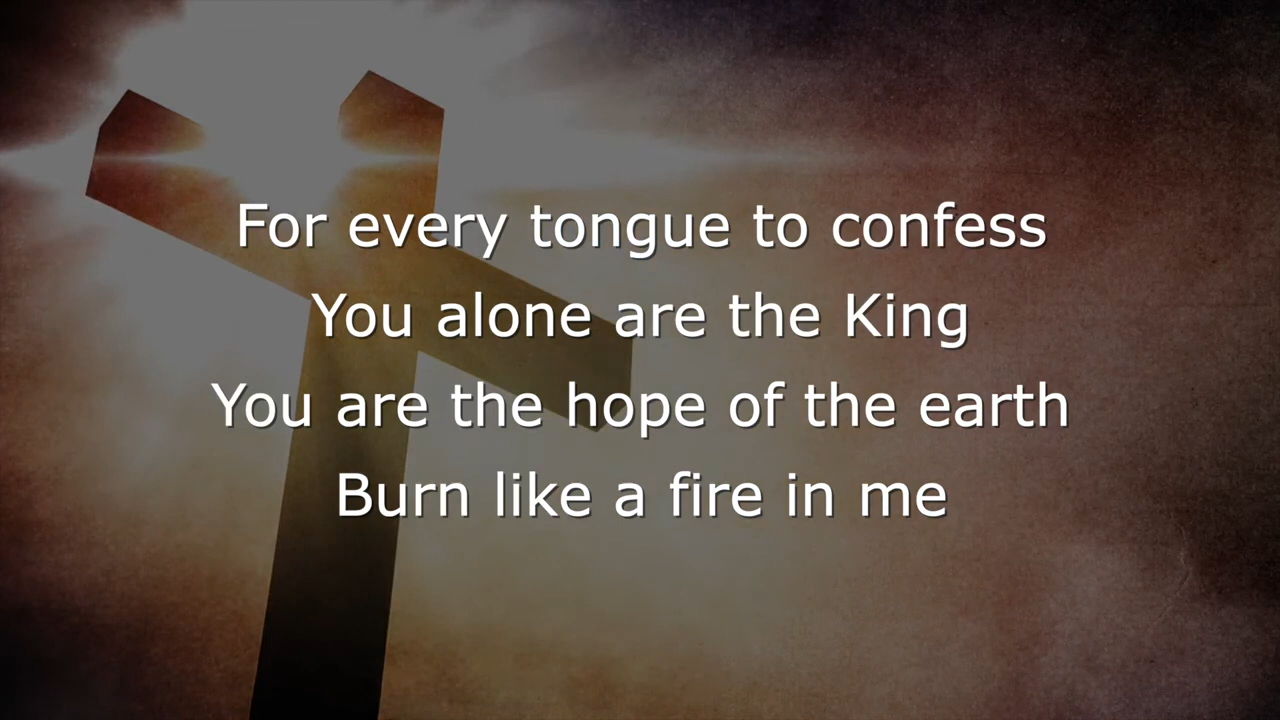 For every tongue to confess
You alone are the King
You are the hope of the earth
Burn like a fire in me